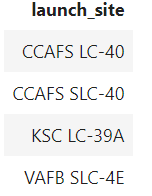 launch_site
CCAFS LC-40
CCAFS SLC-40
KSC LC-39A
VAFB SLC-4E